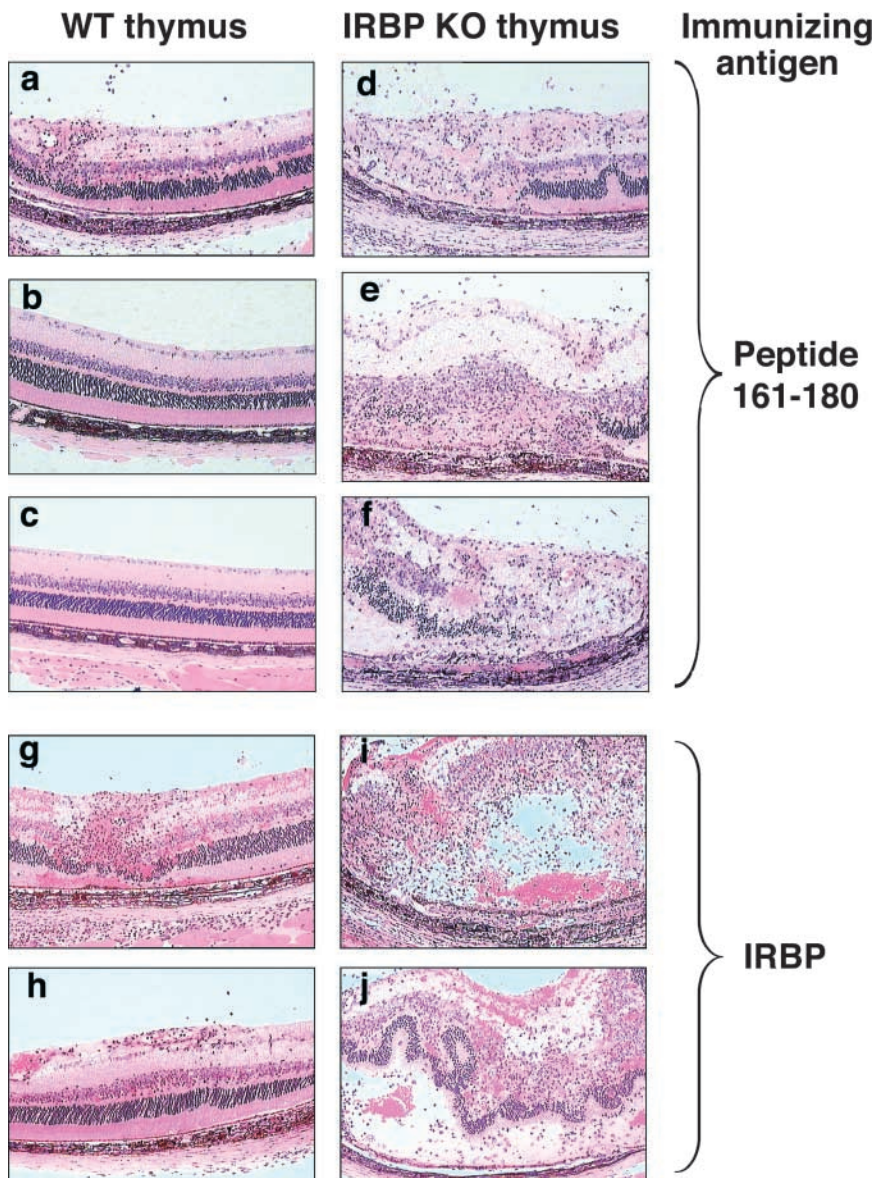 WT thymus
IRBP KO thymus
Immunizing
antigen
a
d
b
e
Peptide
161-180
c
f
g
i
IRBP
h
j